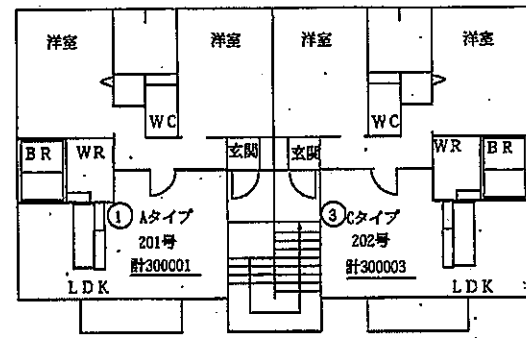 洋室 洋室 洋室 洋室
WC WC
BR WR 玄関 玄関 WR BR
① Aタイプ ③ Cタイプ
201号 202号
計300001 計300003
LDK LDK